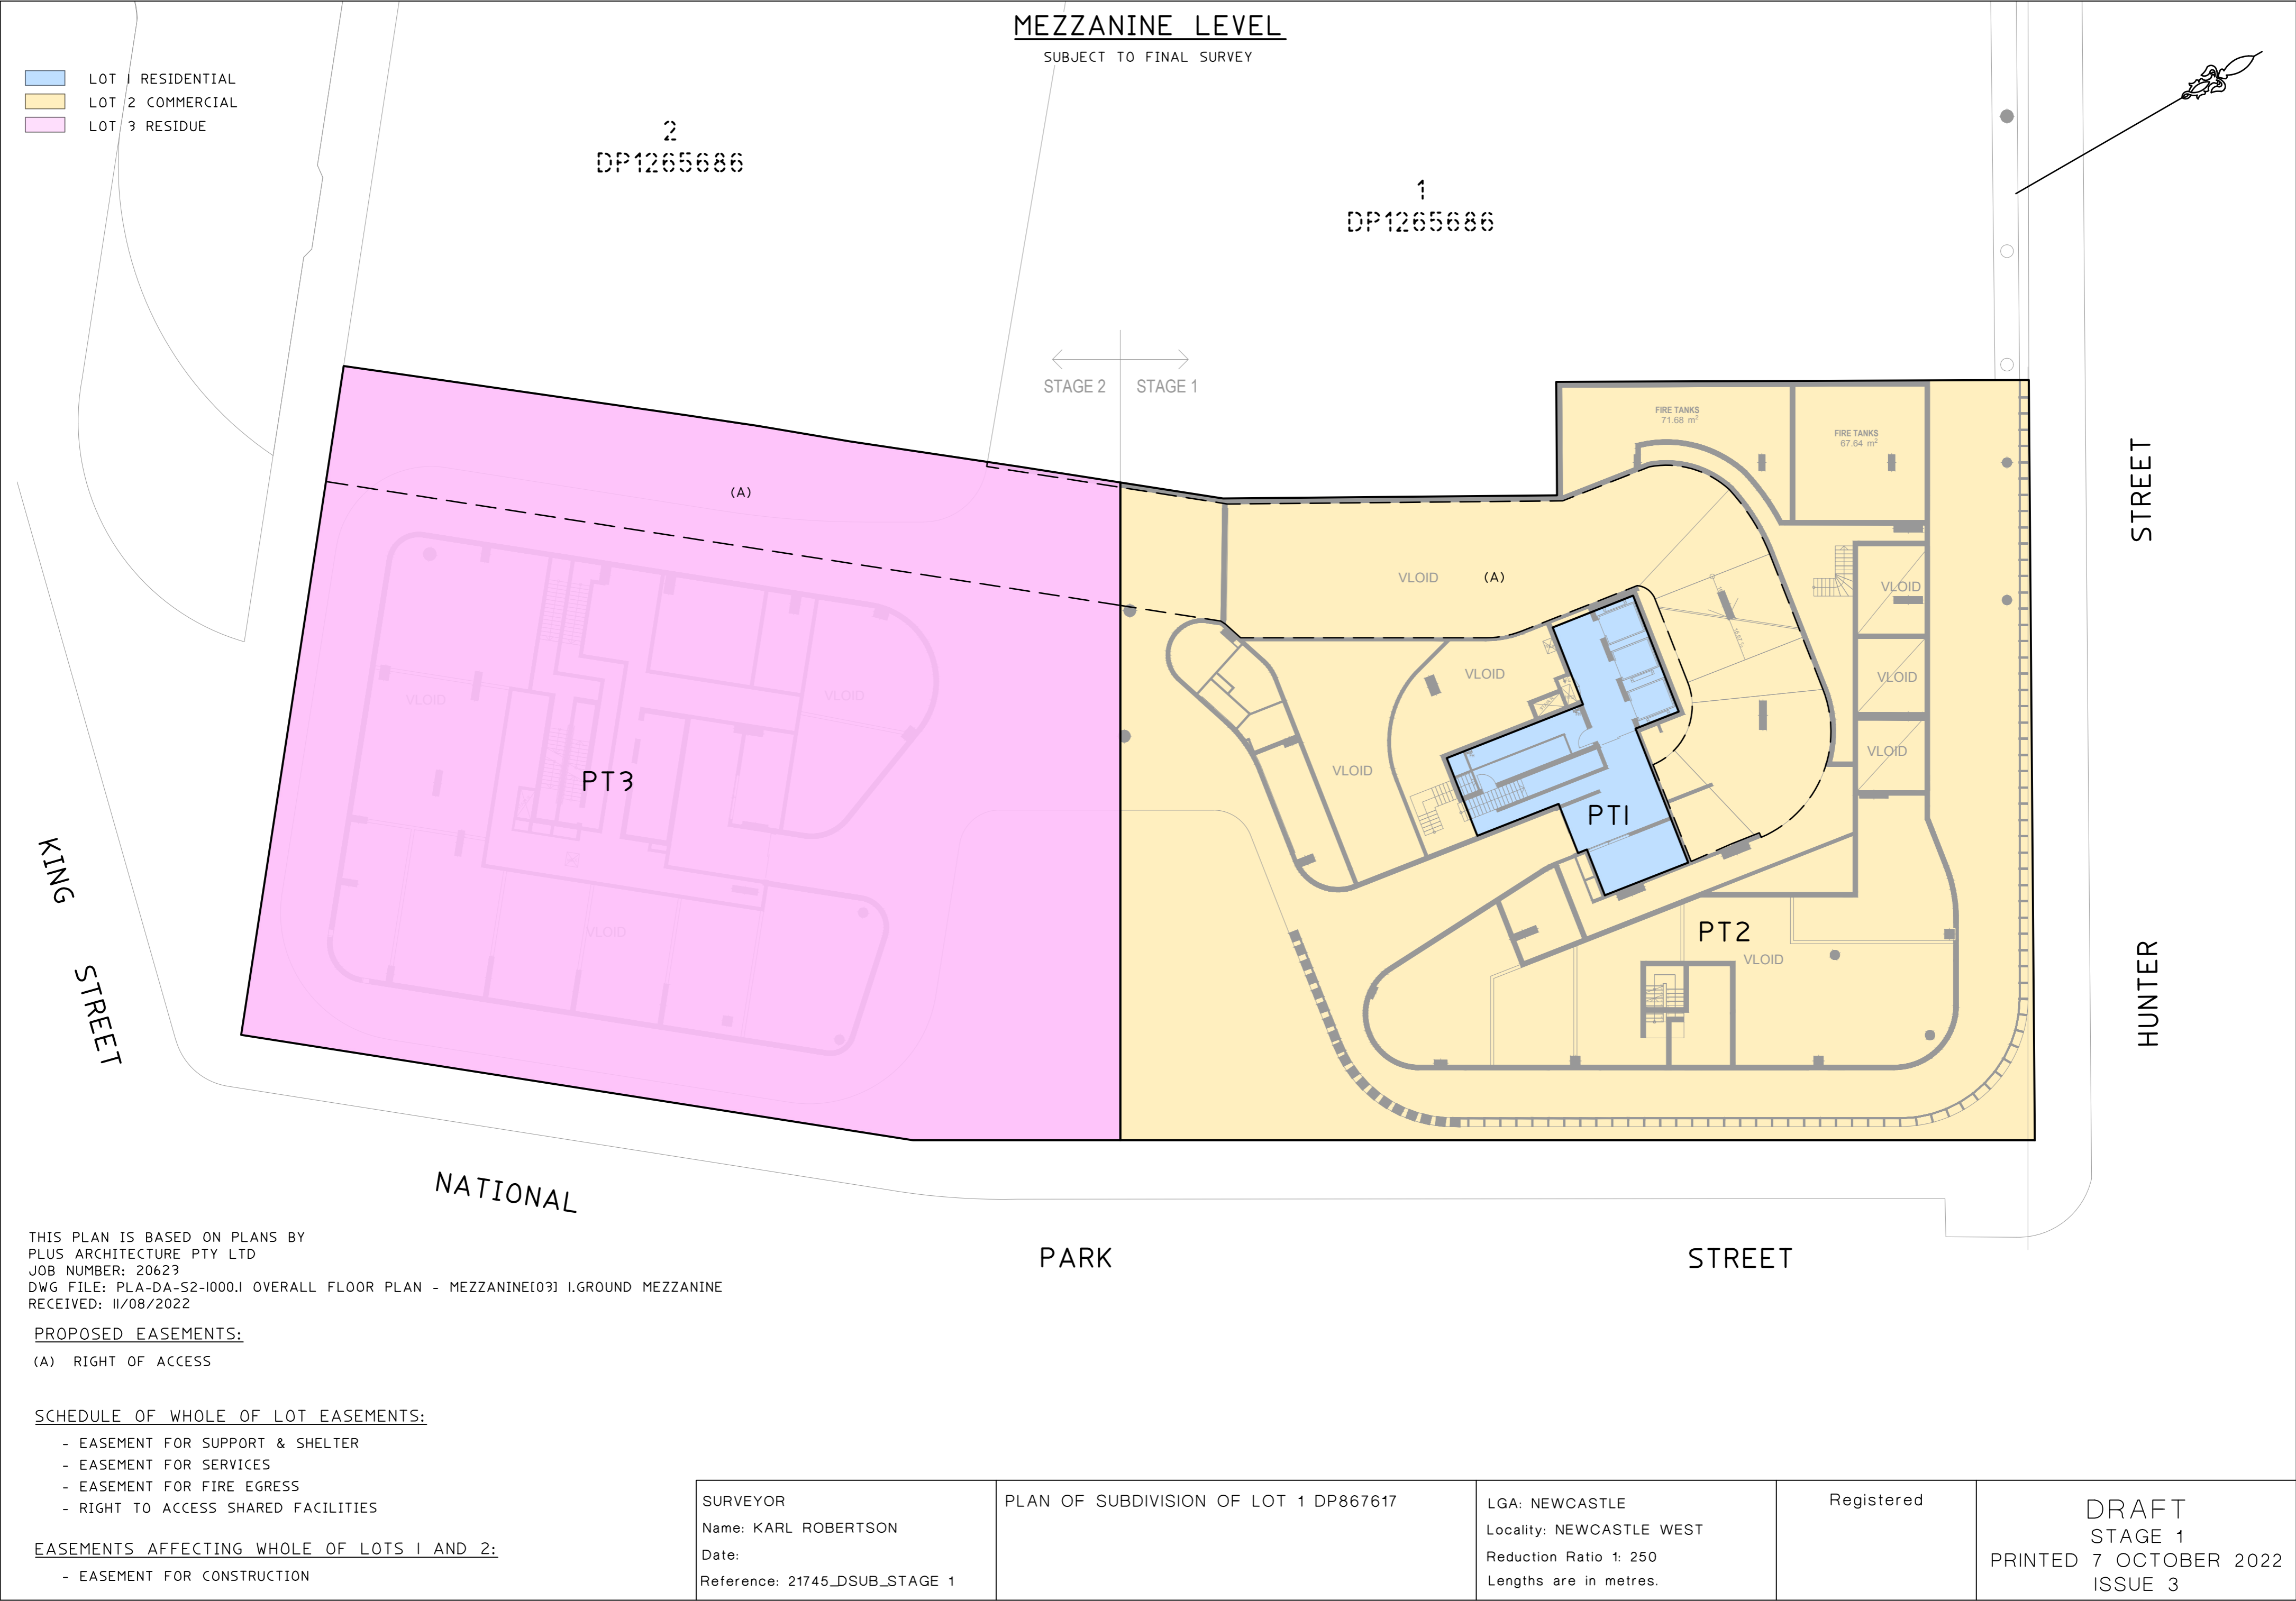 MEZZANINE LEVEL
SUBJECT TO FINAL SURVEY
LOT 1 RESIDENTIAL
LOT 2 COMMERCIAL
LOT 3 RESIDUE
2
DP1265686
1
DP1265686
STAGE 2
STAGE 1
FIRE TANKS
71.68 m²
FIRE TANKS
67.64 m²
(A)
VLOID
(A)
VLOID
VLOID
VLOID
VLOID
VLOID
VLOID
VLOID
VLOID
PT3
PT1
PT2
VLOID
VLOID
KING
STREET
STREET
HUNTER
NATIONAL
PARK
STREET
THIS PLAN IS BASED ON PLANS BY
PLUS ARCHITECTURE PTY LTD
JOB NUMBER: 20623
DWG FILE: PLA-DA-S2-1000.1 OVERALL FLOOR PLAN - MEZZANINE[03] 1.GROUND MEZZANINE
RECEIVED: 11/08/2022
PROPOSED EASEMENTS:
(A) RIGHT OF ACCESS
SCHEDULE OF WHOLE OF LOT EASEMENTS:
- EASEMENT FOR SUPPORT & SHELTER
- EASEMENT FOR SERVICES
- EASEMENT FOR FIRE EGRESS
- RIGHT TO ACCESS SHARED FACILITIES
EASEMENTS AFFECTING WHOLE OF LOTS 1 AND 2:
- EASEMENT FOR CONSTRUCTION
SURVEYOR
Name: KARL ROBERTSON
Date:
Reference: 21745_DSUB_STAGE 1
PLAN OF SUBDIVISION OF LOT 1 DP867617
LGA: NEWCASTLE
Locality: NEWCASTLE WEST
Reduction Ratio 1: 250
Lengths are in metres.
Registered
DRAFT
STAGE 1
PRINTED 7 OCTOBER 2022
ISSUE 3